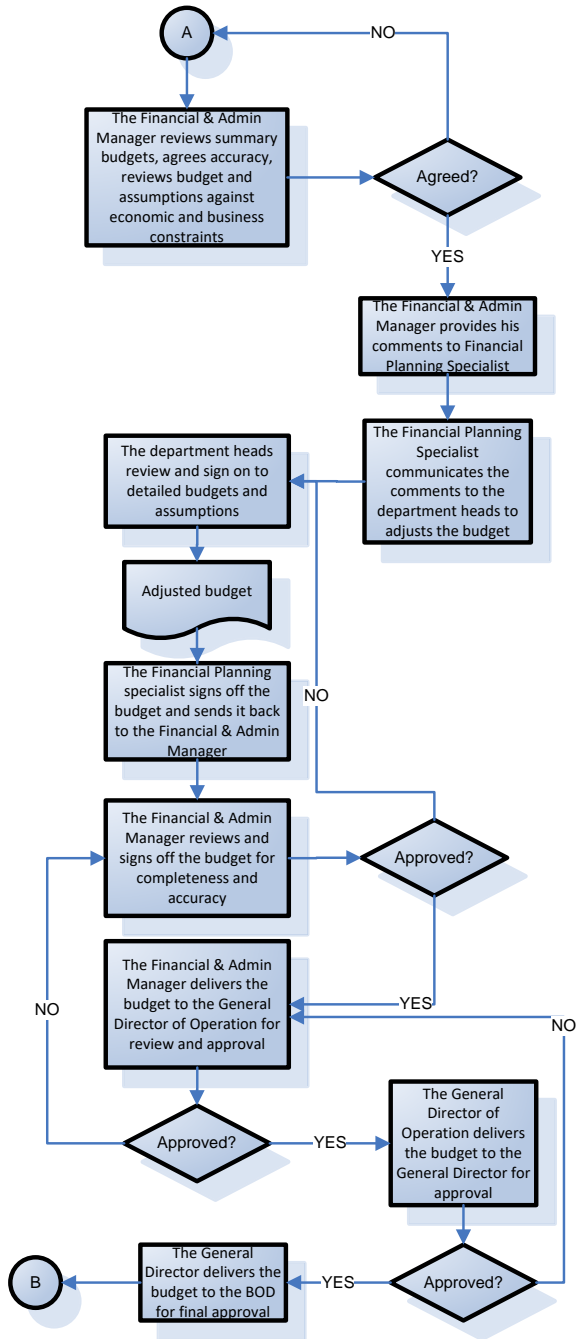 A
NO
The Financial & Admin
Manager reviews summary
budgets, agrees accuracy,
reviews budget and
assumptions against
economic and business
constraints
Agreed?
YES
The Financial & Admin
Manager provides his
comments to Financial
Planning Specialist
The Financial Planning
Specialist
communicates the
comments to the
department heads to
adjusts the budget
The department heads
review and sign on to
detailed budgets and
assumptions
Adjusted budget
The Financial Planning
specialist signs off the
budget and sends it back
to the Financial & Admin
Manager
NO
The Financial & Admin
Manager reviews and
signs off the budget for
completeness and
accuracy
Approved?
YES
The Financial & Admin
Manager delivers the
budget to the General
Director of Operation for
review and approval
NO
NO
Approved?
YES
The General
Director of
Operation delivers
the budget to the
General Director for
approval
Approved?
YES
The General
Director delivers the
budget to the BOD
for final approval
B